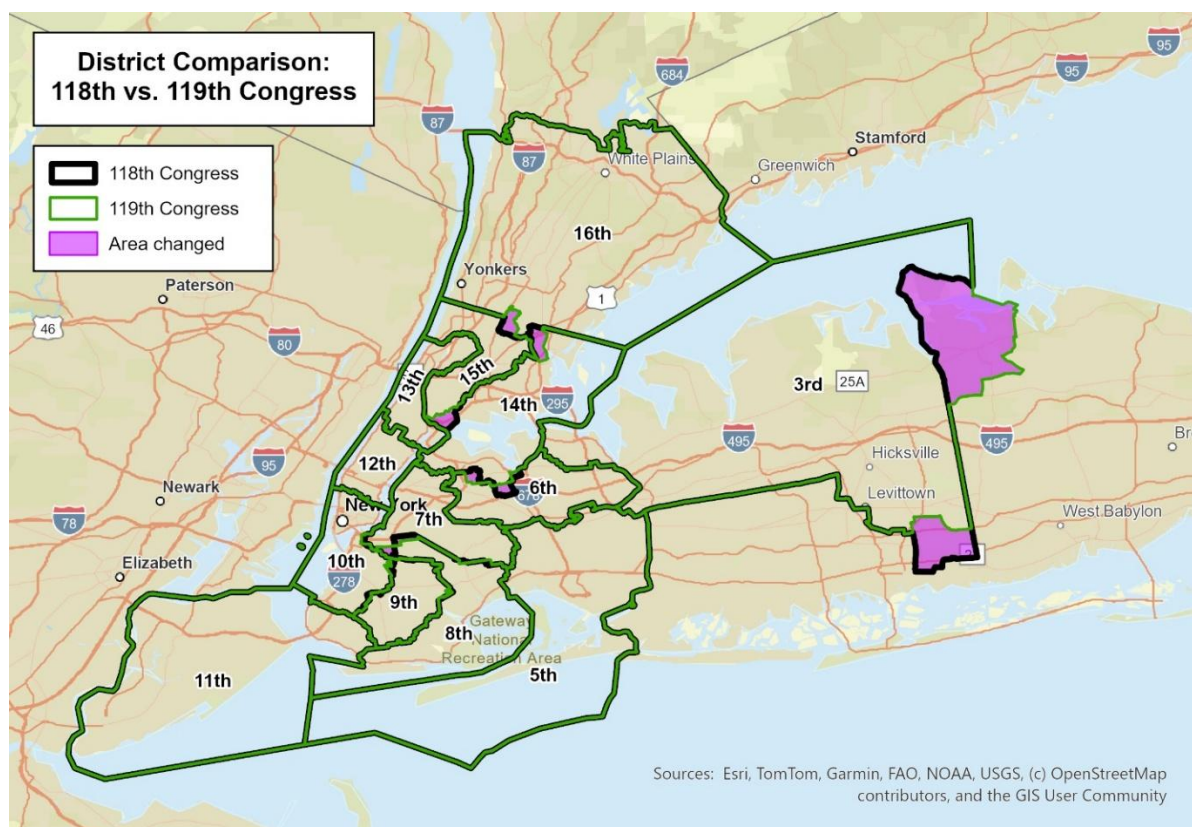 District Comparison:
118th vs. 119th Congress
118th Congress
119th Congress
Area changed
684
95
95
87
87
White Plains
Stamford
Greenwich
16th
Yonkers
1
Paterson
46
80
13th
15th
14th
295
3rd
25A
495
495
Hicksville
Levittown
West Babylon
95
12th
Newark
6th
678
New York
7th
78
Elizabeth
10th
278
9th
8th
Gateway
National
Recreation Area
5th
11th
Sources: Esri, TomTom, Garmin, FAO, NOAA, USGS, (c) OpenStreetMap
contributors, and the GIS User Community